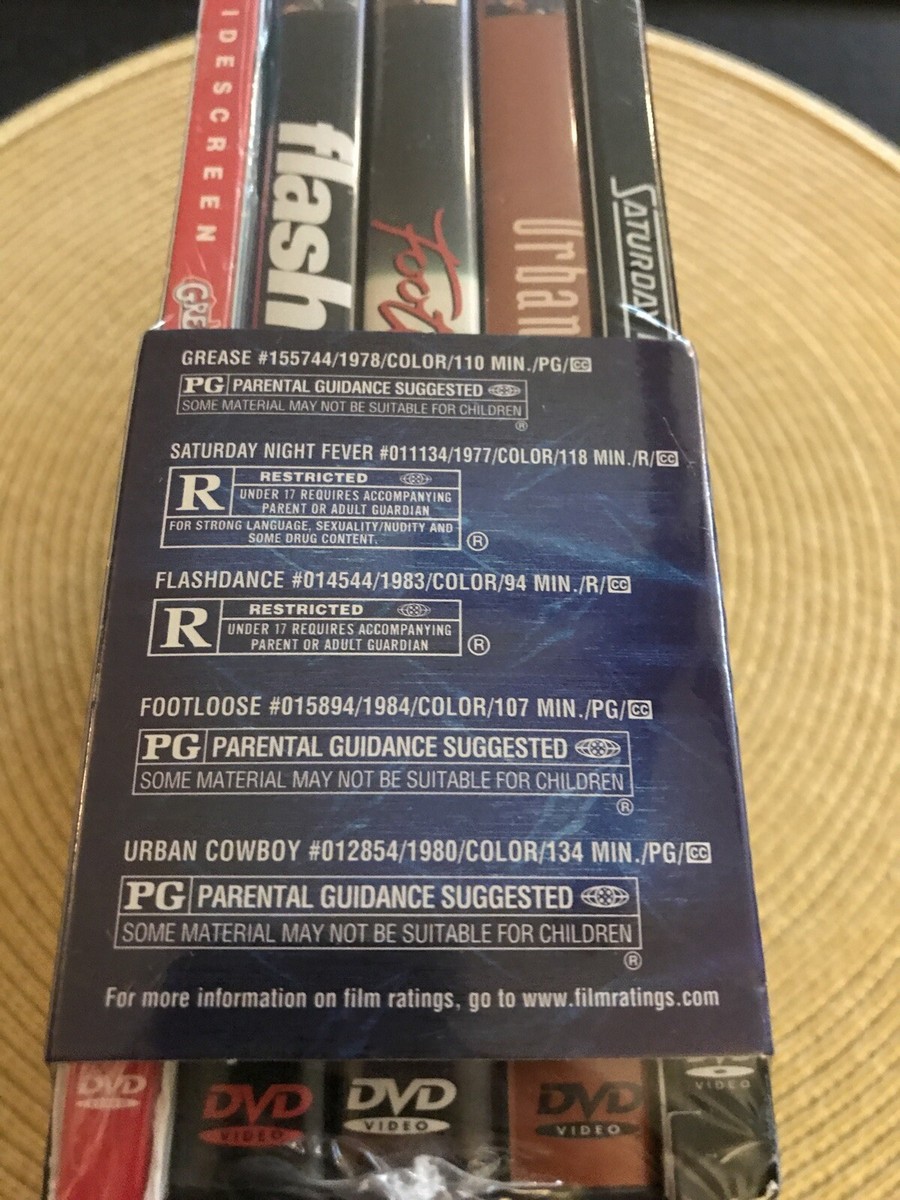 IDESCREEN
GRE
flash
Foot
Urban
SATURDAY
GREASE #155744/1978/COLOR/110 MIN./PG/CC
PG PARENTAL GUIDANCE SUGGESTED
SOME MATERIAL MAY NOT BE SUITABLE FOR CHILDREN
®
SATURDAY NIGHT FEVER #011134/1977/COLOR/118 MIN./R/CC
R RESTRICTED
UNDER 17 REQUIRES ACCOMPANYING
PARENT OR ADULT GUARDIAN
FOR STRONG LANGUAGE, SEXUALITY/NUDITY AND
SOME DRUG CONTENT.
®
FLASHDANCE #014544/1983/COLOR/94 MIN./R/CC
R RESTRICTED
UNDER 17 REQUIRES ACCOMPANYING
PARENT OR ADULT GUARDIAN
®
FOOTLOOSE #015894/1984/COLOR/107 MIN./PG/CC
PG PARENTAL GUIDANCE SUGGESTED
SOME MATERIAL MAY NOT BE SUITABLE FOR CHILDREN
®
URBAN COWBOY #012854/1980/COLOR/134 MIN./PG/CC
PG PARENTAL GUIDANCE SUGGESTED
SOME MATERIAL MAY NOT BE SUITABLE FOR CHILDREN
®
For more information on film ratings, go to www.filmratings.com
DVD
VIDEO
DVD
VIDEO
DVD
VIDEO
DVD
VIDEO
DVD
VIDEO